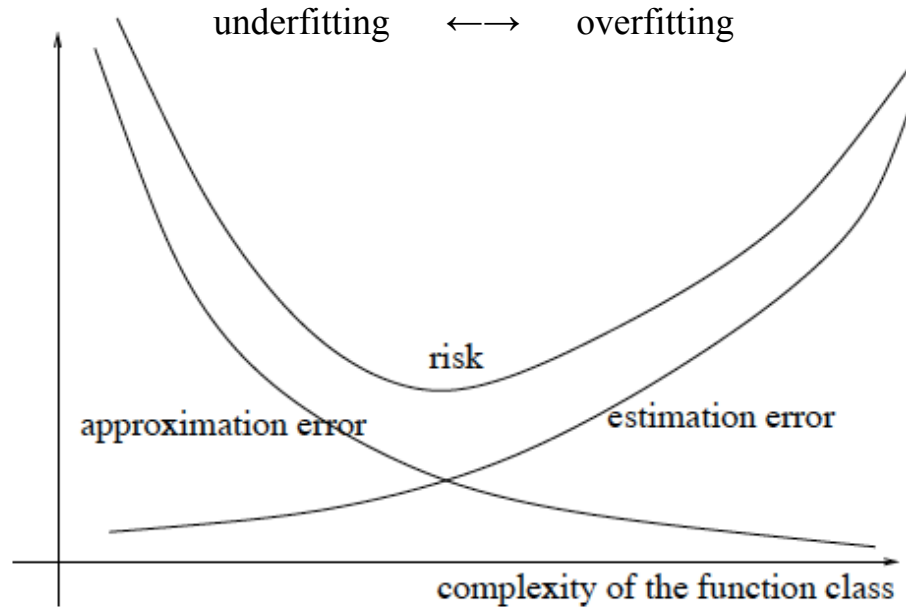 underfitting ←→ overfitting
risk
approximation error
estimation error
complexity of the function class